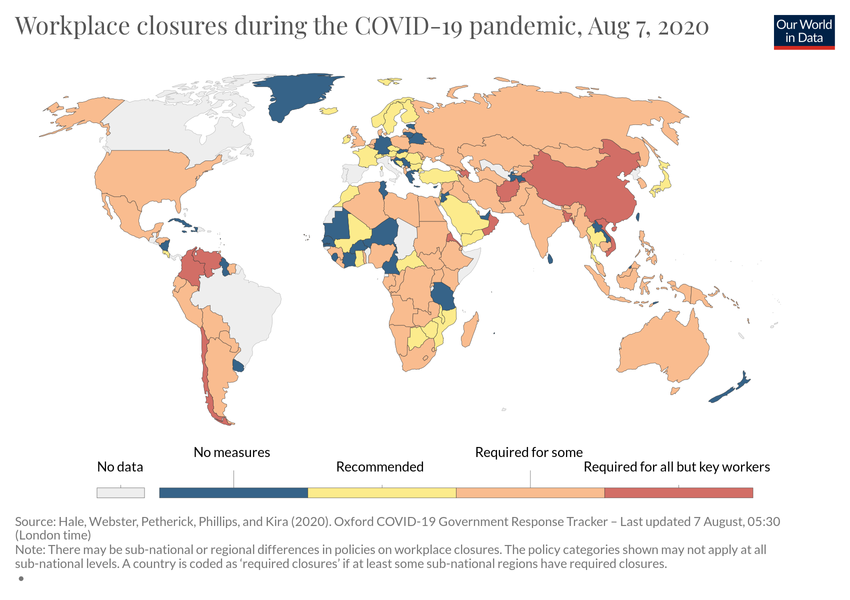 Workplace closures during the COVID-19 pandemic, Aug 7, 2020
Our World
in Data
No data
No measures
Recommended
Required for some
Required for all but key workers
Source: Hale, Webster, Petherick, Phillips, and Kira (2020). Oxford COVID-19 Government Response Tracker – Last updated 7 August, 05:30
(London time)
Note: There may be sub-national or regional differences in policies on workplace closures. The policy categories shown may not apply at all
sub-national levels. A country is coded as 'required closures' if at least some sub-national regions have required closures.